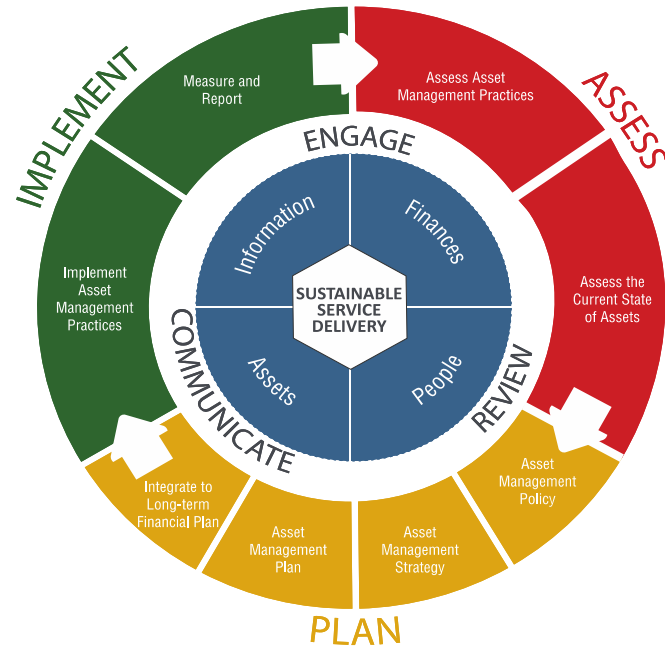 IMPLEMENT
ASSESS
PLAN
Measure and
Report
Assess Asset
Management Practices
Assess the
Current State
of Assets
Asset
Management
Policy
Asset
Management
Strategy
Asset
Management
Plan
Integrate to
Long-term
Financial Plan
Implement
Asset
Management
Practices
ENGAGE
REVIEW
COMMUNICATE
Information
Finances
People
Assets
SUSTAINABLE
SERVICE
DELIVERY